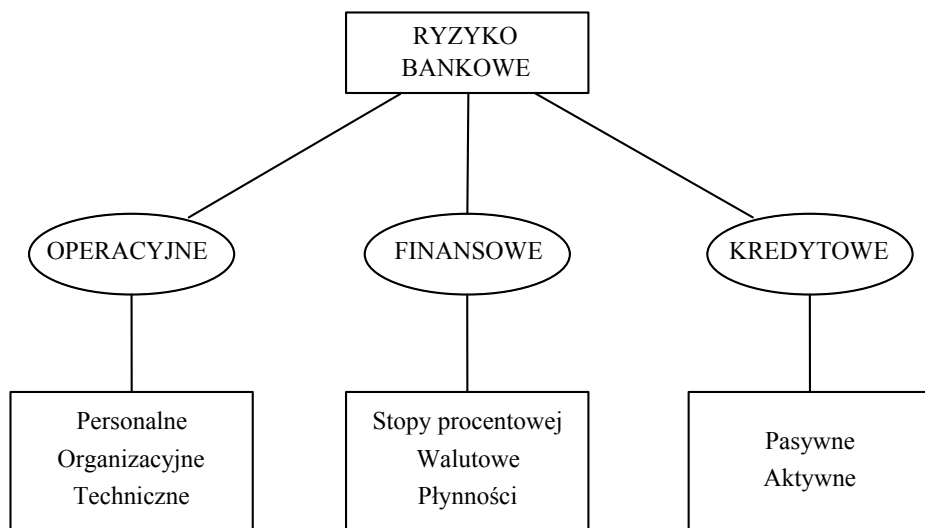 RYZYKO
BANKOWE
OPERACYJNE
FINANSOWE
KREDYTOWE
Personalne
Organizacyjne
Techniczne
Stopy procentowej
Walutowe
Płynności
Pasywne
Aktywne